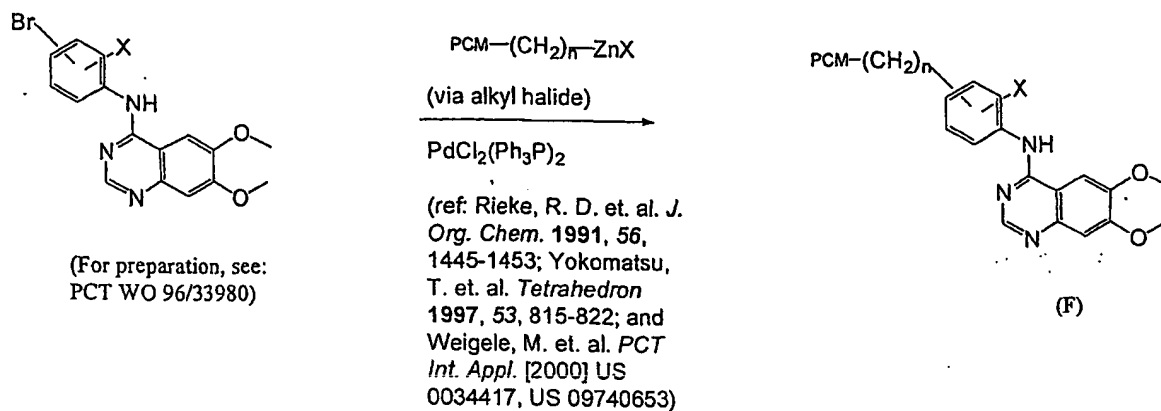 Br
X
NH
N
N
O
O
(For preparation, see:
PCT WO 96/33980)
PCM—(CH2)n—ZnX
(via alkyl halide)
PdCl2(Ph3P)2
(ref: Rieke, R. D. et. al. J.
Org. Chem. 1991, 56,
1445-1453; Yokomatsu,
T. et. al. Tetrahedron
1997, 53, 815-822; and
Weigele, M. et. al. PCT
Int. Appl. [2000] US
0034417, US 09740653)
PCM—(CH2)n
X
NH
N
N
O
O
(F)